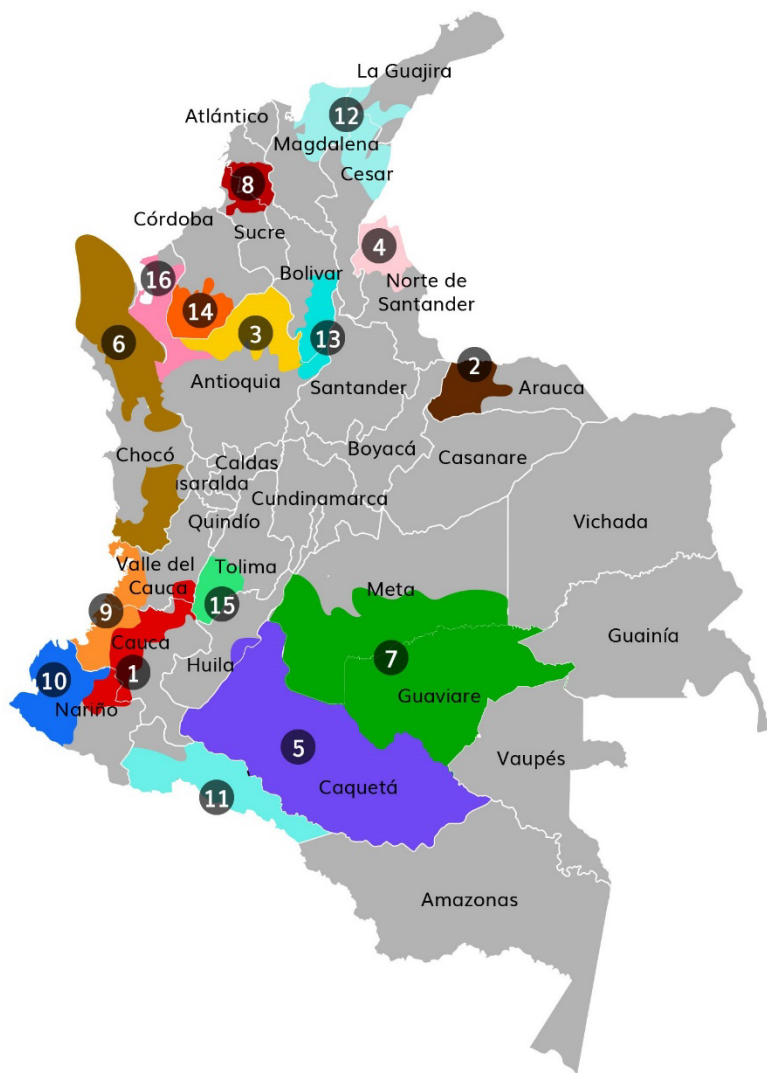 La Guajira
Atlántico
12
Magdalena
Cesar
8
Córdoba
Sucre
4
16
Bolivar
Norte de
Santander
14
3
13
6
2
Antioquia
Santander
Arauca
Boyacá
Chocó
Caldas
Casanare
isaralda
Cundinamarca
Quindío
Vichada
Valle del
Cauca
Tolima
Meta
9
15
Cauca
Guainía
Huila
7
10
1
Nariño
Guaviare
5
Vaupés
Caquetá
11
Amazonas